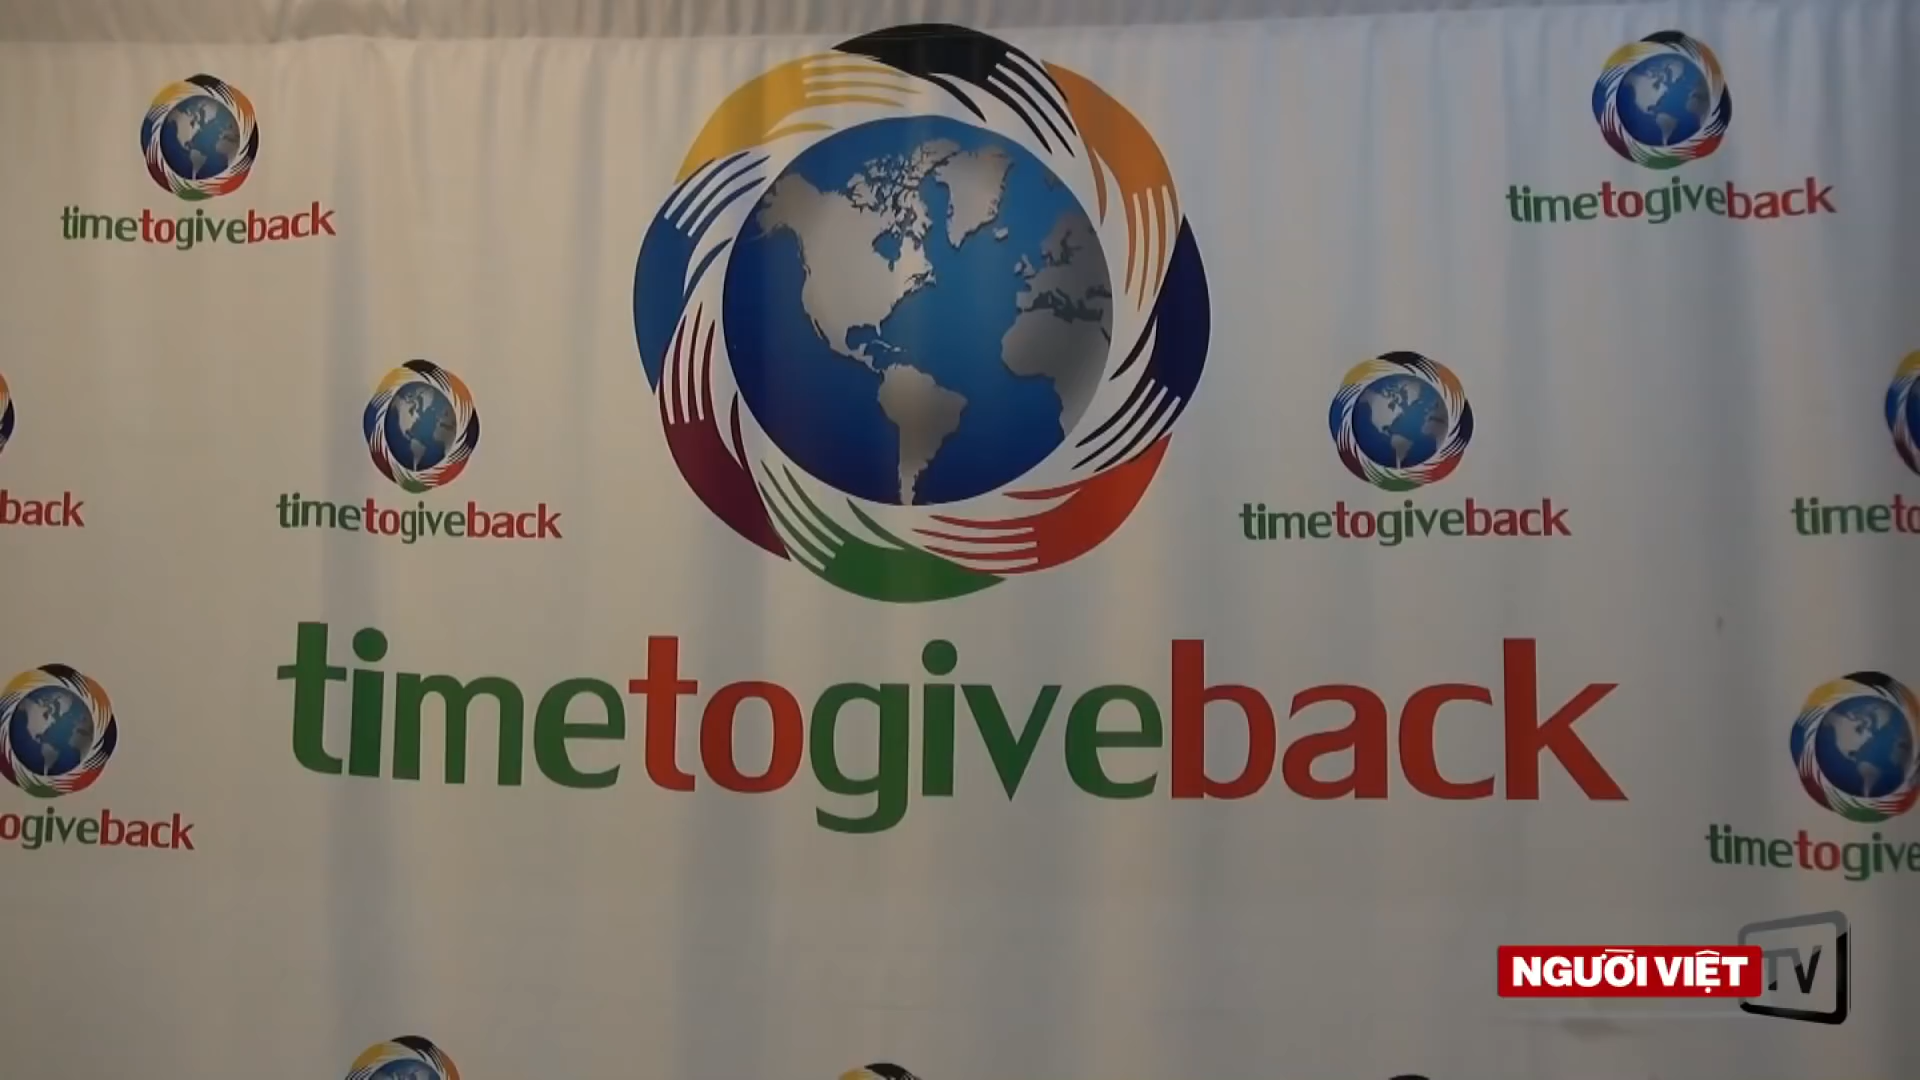 timetogiveback
timetogiveback
timetogiveback
timetogiveback
back
timeto
timetogiveback
ogiveback
timetogive
NGƯỜI VIỆT TV